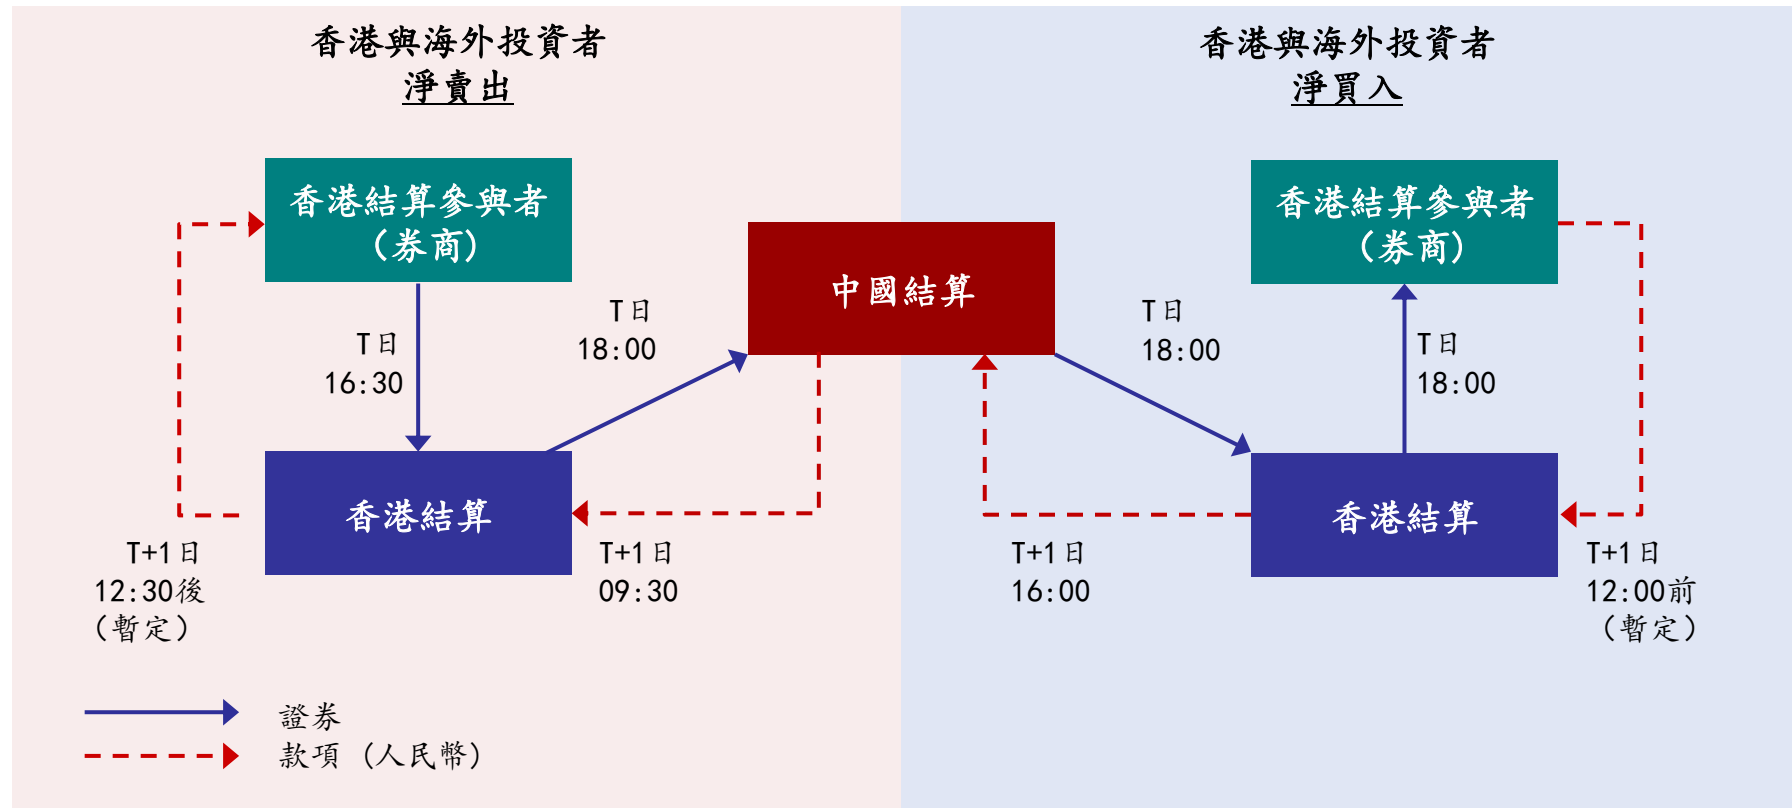 香港與海外投資者
淨賣出
香港與海外投資者
淨買入
香港結算參與者
(券商)
香港結算參與者
(券商)
中國結算
T日
16:30
T日
18:00
T日
18:00
T日
18:00
香港結算
香港結算
T+1日
12:30後
(暫定)
T+1日
09:30
T+1日
16:00
T+1日
12:00前
(暫定)
證券
款項 (人民幣)